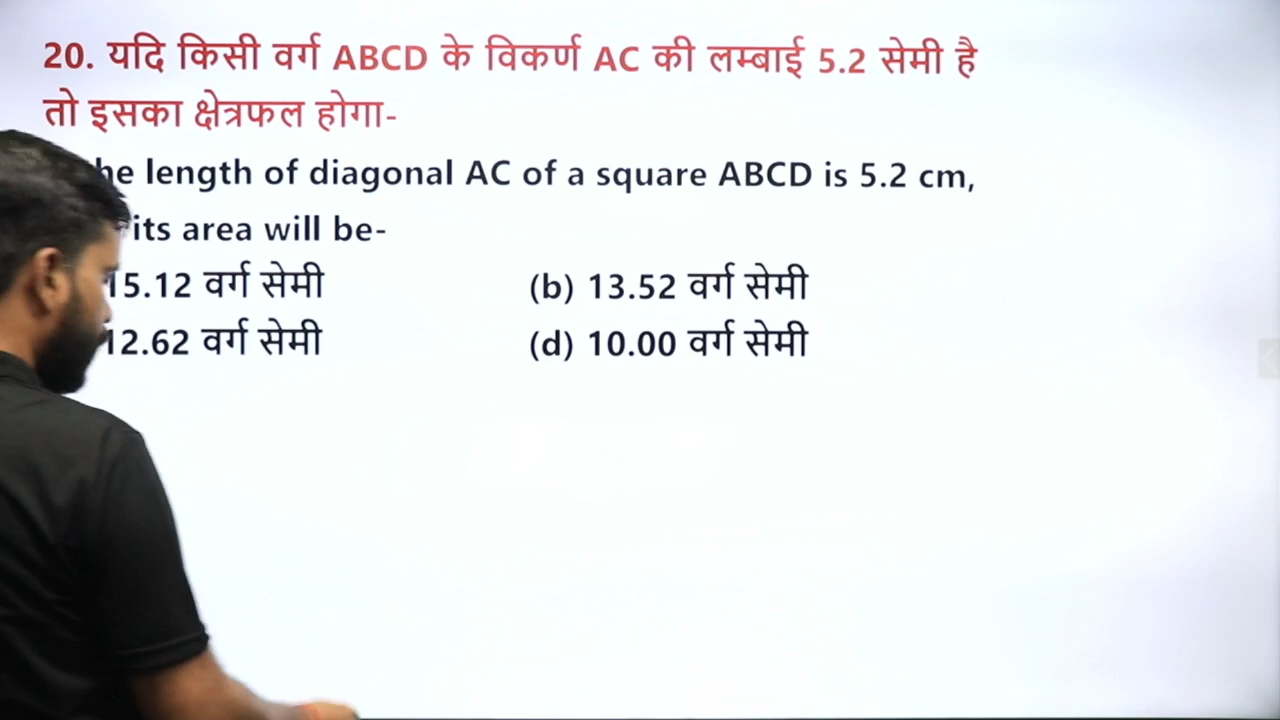 20. यदि किसी वर्ग ABCD के विकर्ण AC की लम्बाई 5.2 सेमी है
तो इसका क्षेत्रफल होगा-
length of diagonal AC of a square ABCD is 5.2 cm,
its area will be-
15.12 वर्ग सेमी (b) 13.52 वर्ग सेमी
12.62 वर्ग सेमी (d) 10.00 वर्ग सेमी